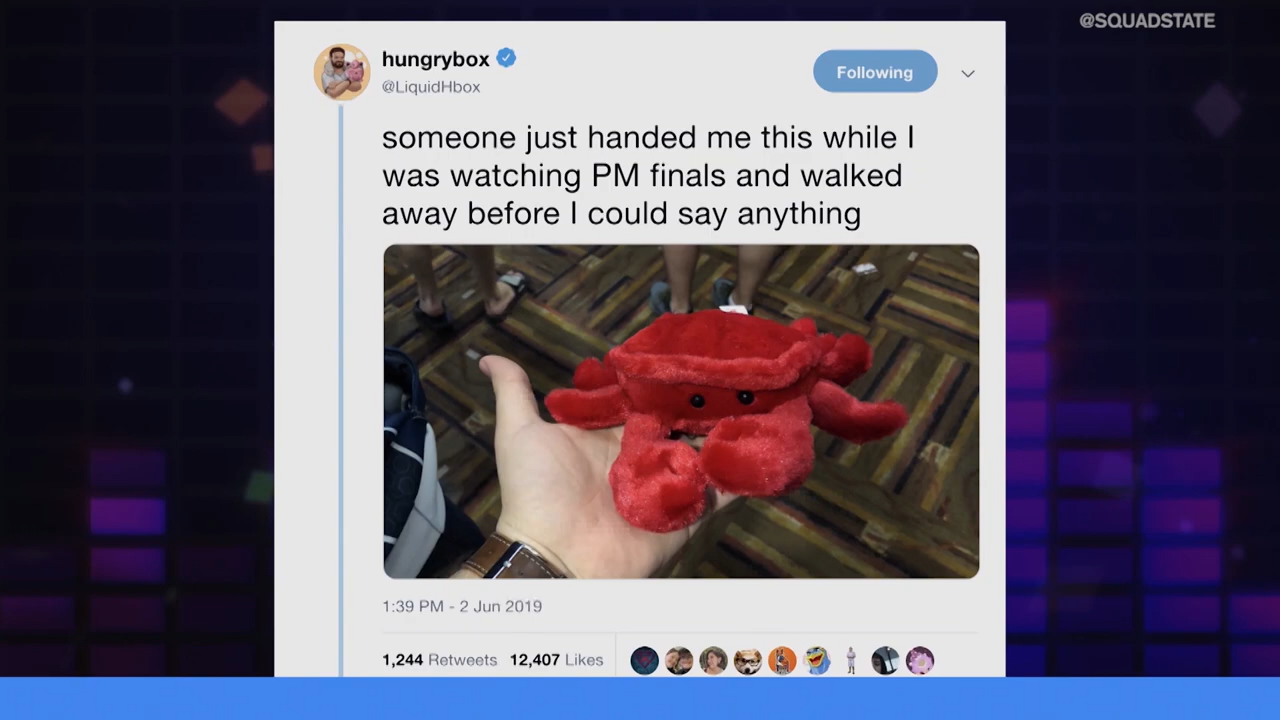 @SQUADSTATE
hungrybox
@LiquidHbox
Following
someone just handed me this while I
was watching PM finals and walked
away before I could say anything
1:39 PM - 2 Jun 2019
1,244 Retweets 12,407 Likes